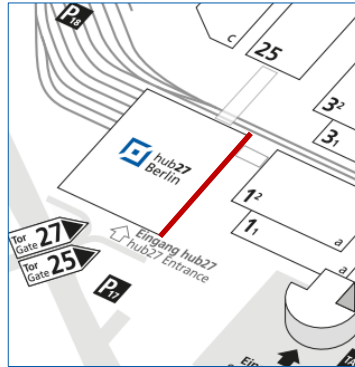 P18
c
25
3²
3₁
hub27
Berlin
1²
1₁
a
a
Eingang hub27
hub27 Entrance
Tor
Gate 27
Tor
Gate 25
P17